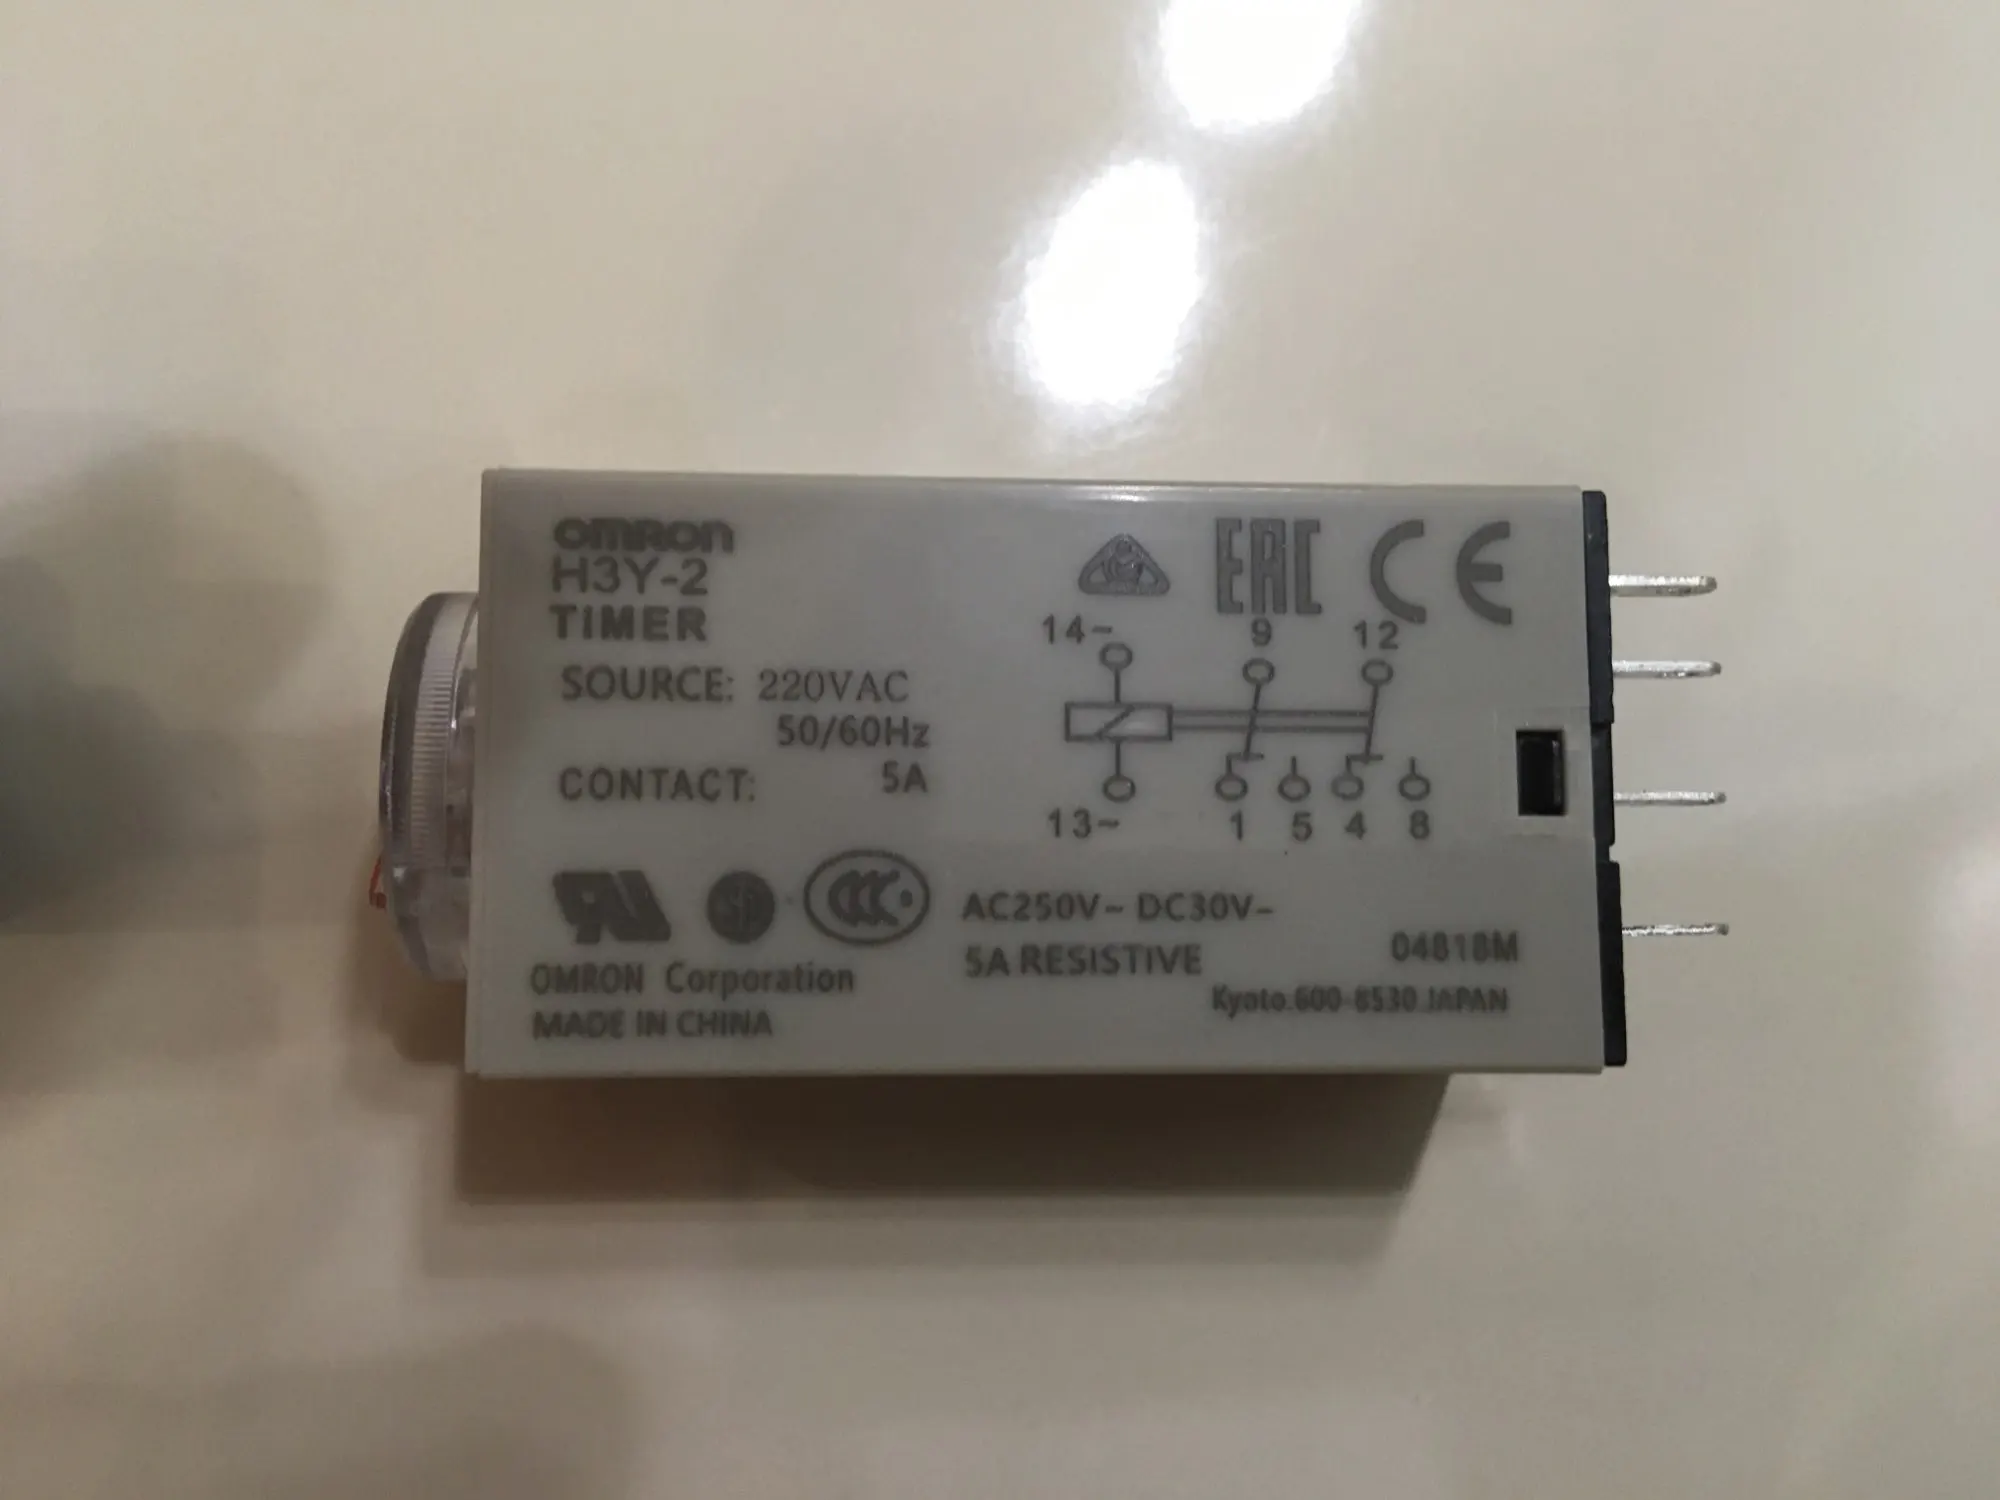 OMRON
H3Y-2
TIMER
SOURCE: 220VAC
50/60Hz
CONTACT: 5A
EAC CE
14~ 9 12
13~ 1 5 4 8
CCC
AC250V~ DC30V-
5A RESISTIVE
04818M
OMRON Corporation
Kyoto.600-8530.JAPAN
MADE IN CHINA